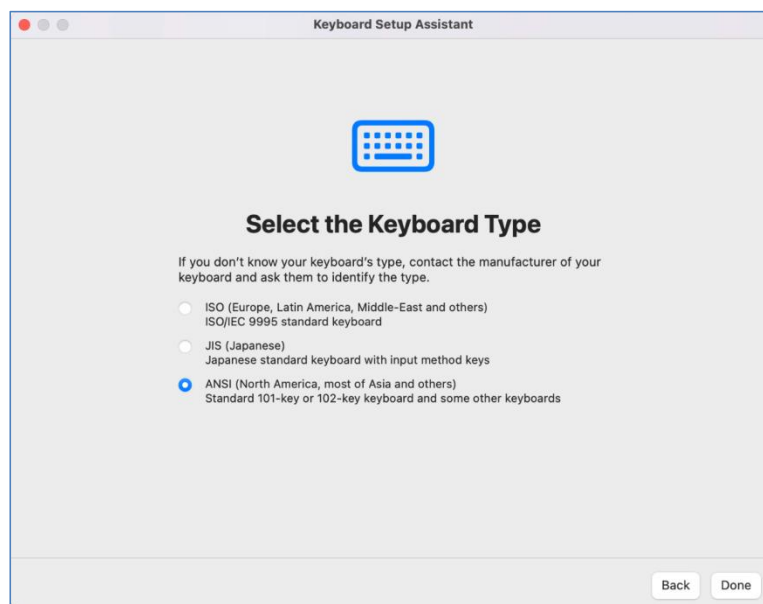 Keyboard Setup Assistant
Select the Keyboard Type
If you don't know your keyboard's type, contact the manufacturer of your
keyboard and ask them to identify the type.
ISO (Europe, Latin America, Middle-East and others)
ISO/IEC 9995 standard keyboard
JIS (Japanese)
Japanese standard keyboard with input method keys
ANSI (North America, most of Asia and others)
Standard 101-key or 102-key keyboard and some other keyboards
Back
Done